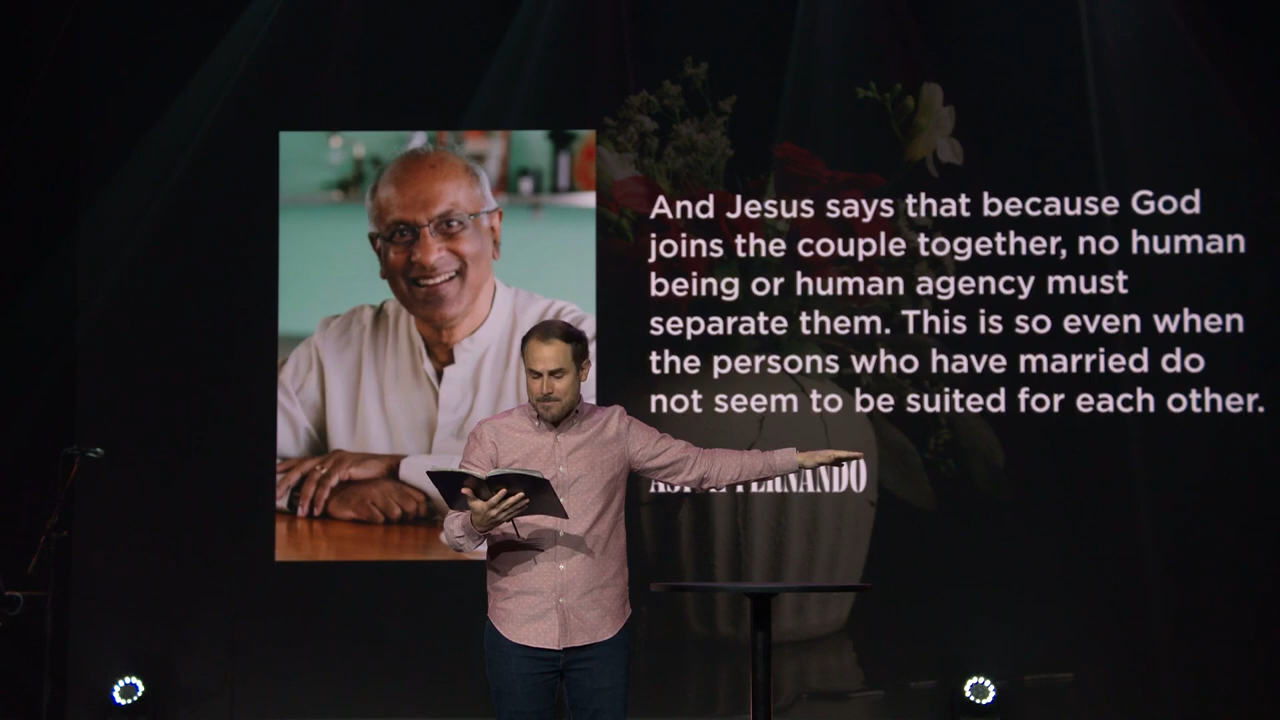 And Jesus says that because God
joins the couple together, no human
being or human agency must
separate them. This is so even when
the persons who have married do
not seem to be suited for each other.
FERNANDO